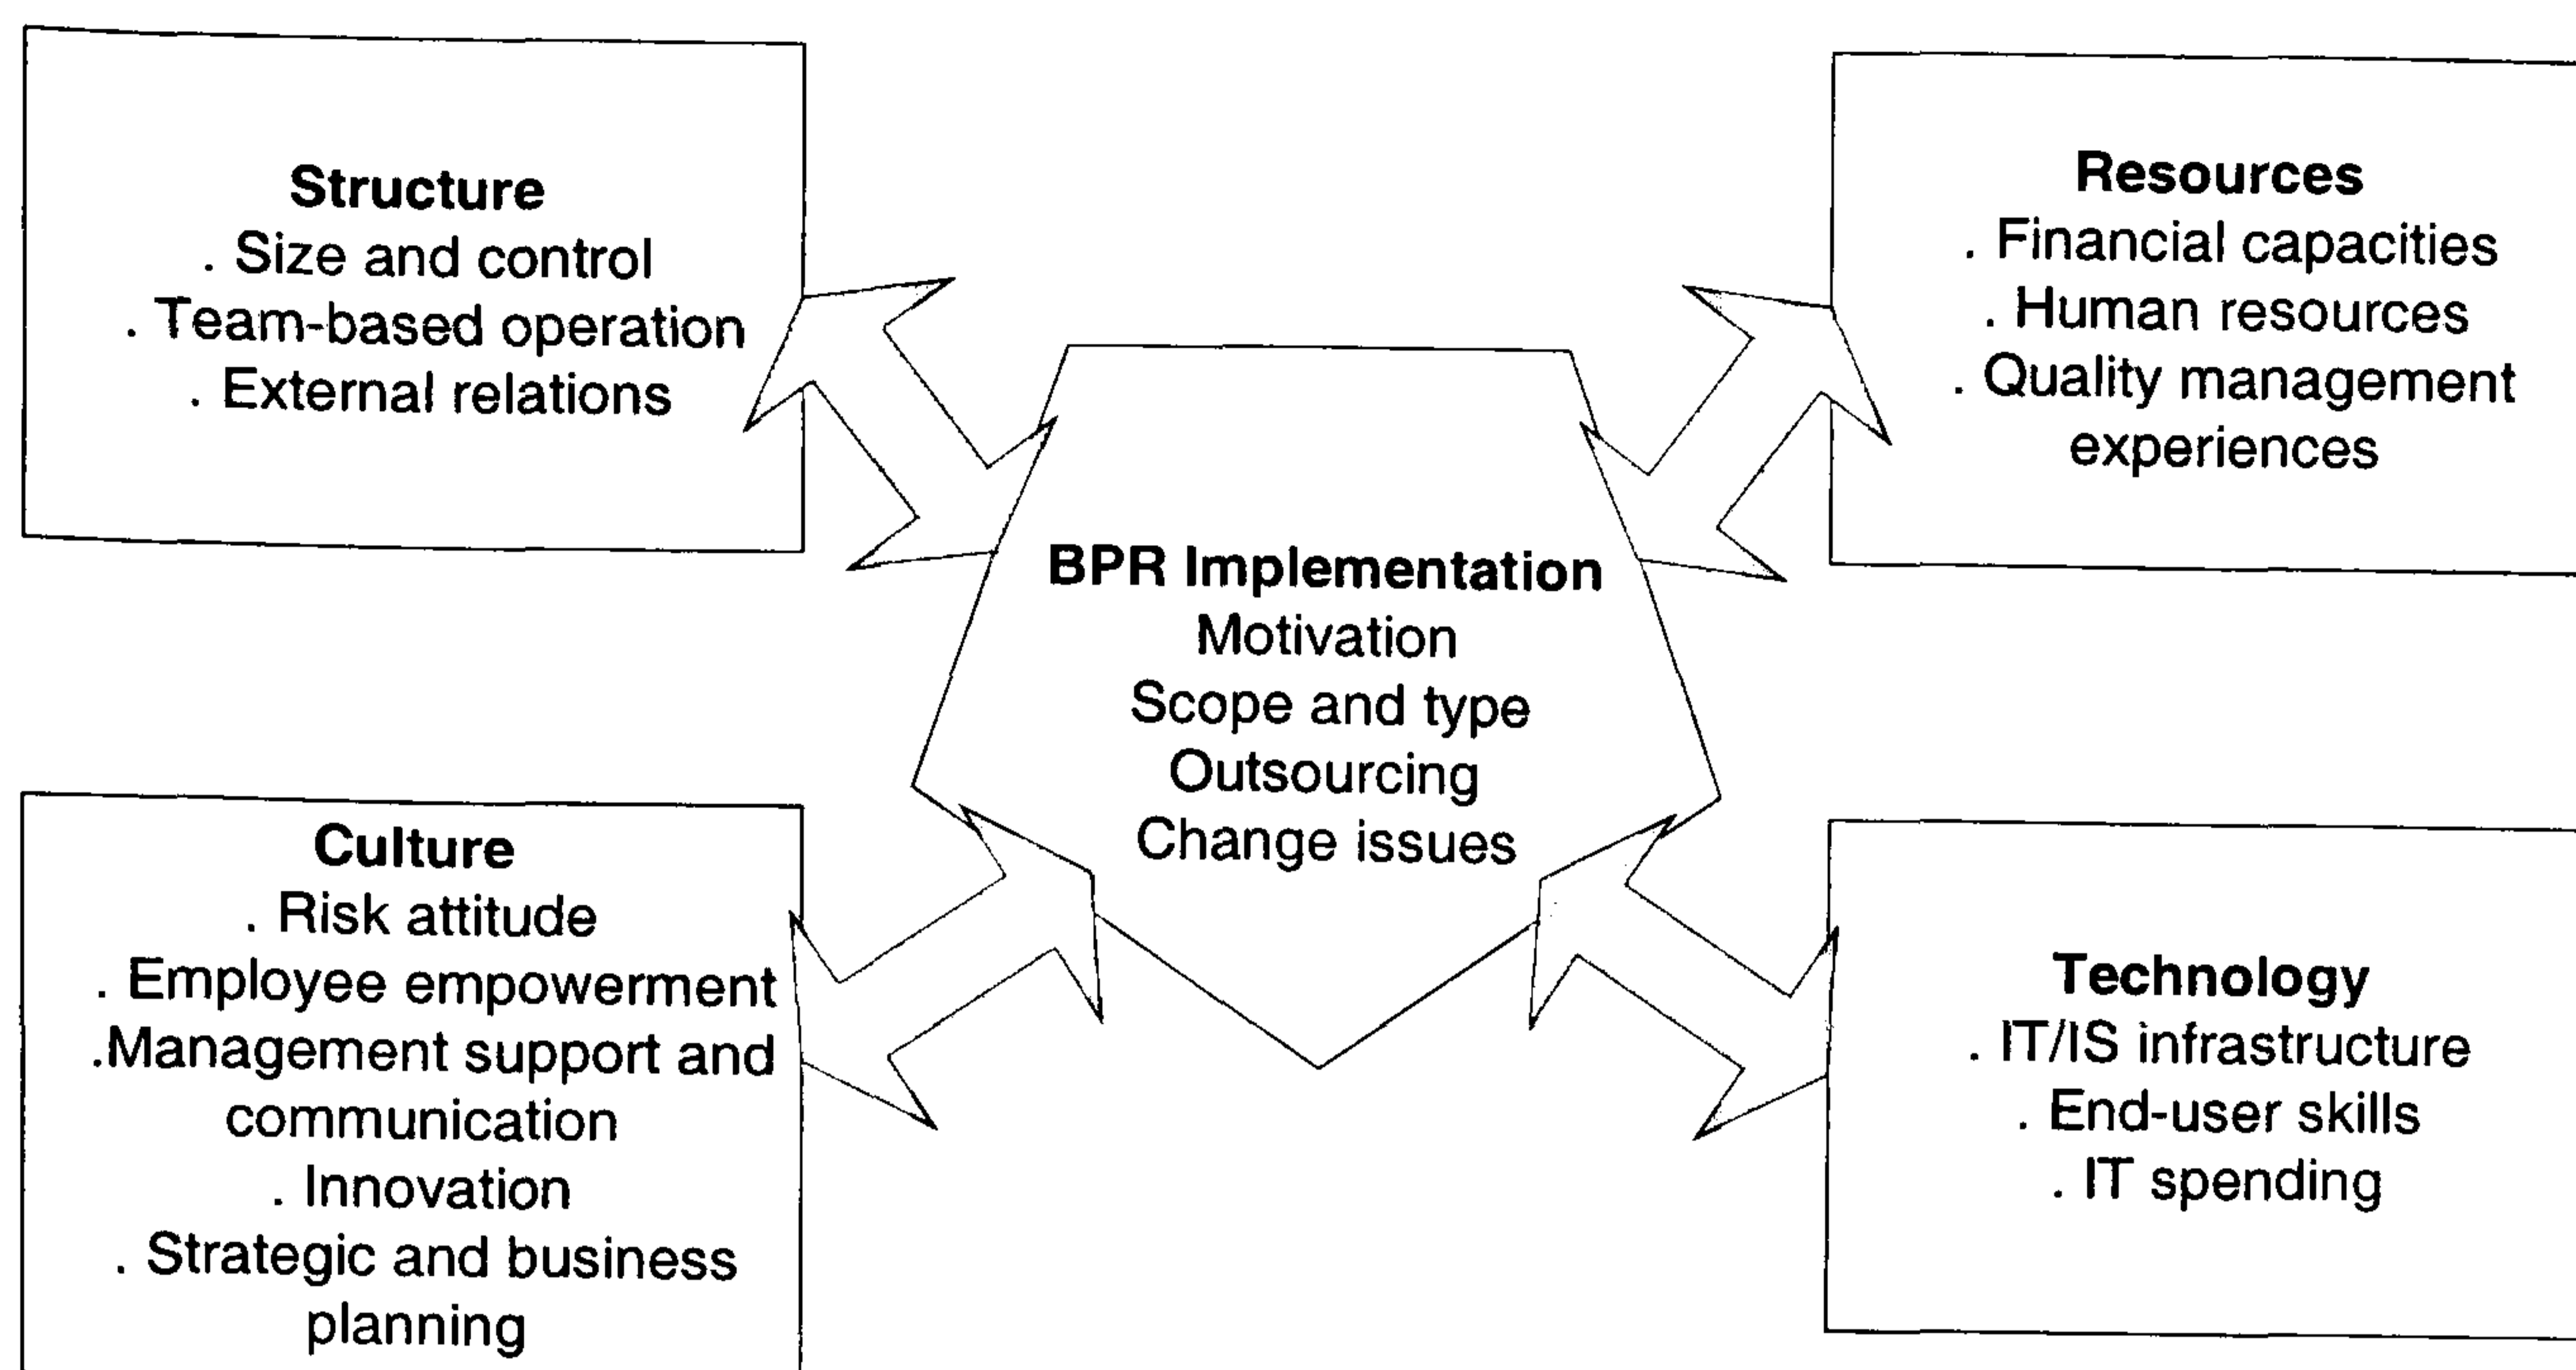 Structure
. Size and control
. Team-based operation
. External relations
Resources
. Financial capacities
. Human resources
. Quality management
experiences
BPR Implementation
Motivation
Scope and type
Outsourcing
Change issues
Culture
. Risk attitude
. Employee empowerment
.Management support and
communication
. Innovation
. Strategic and business
planning
Technology
. IT/IS infrastructure
. End-user skills
. IT spending